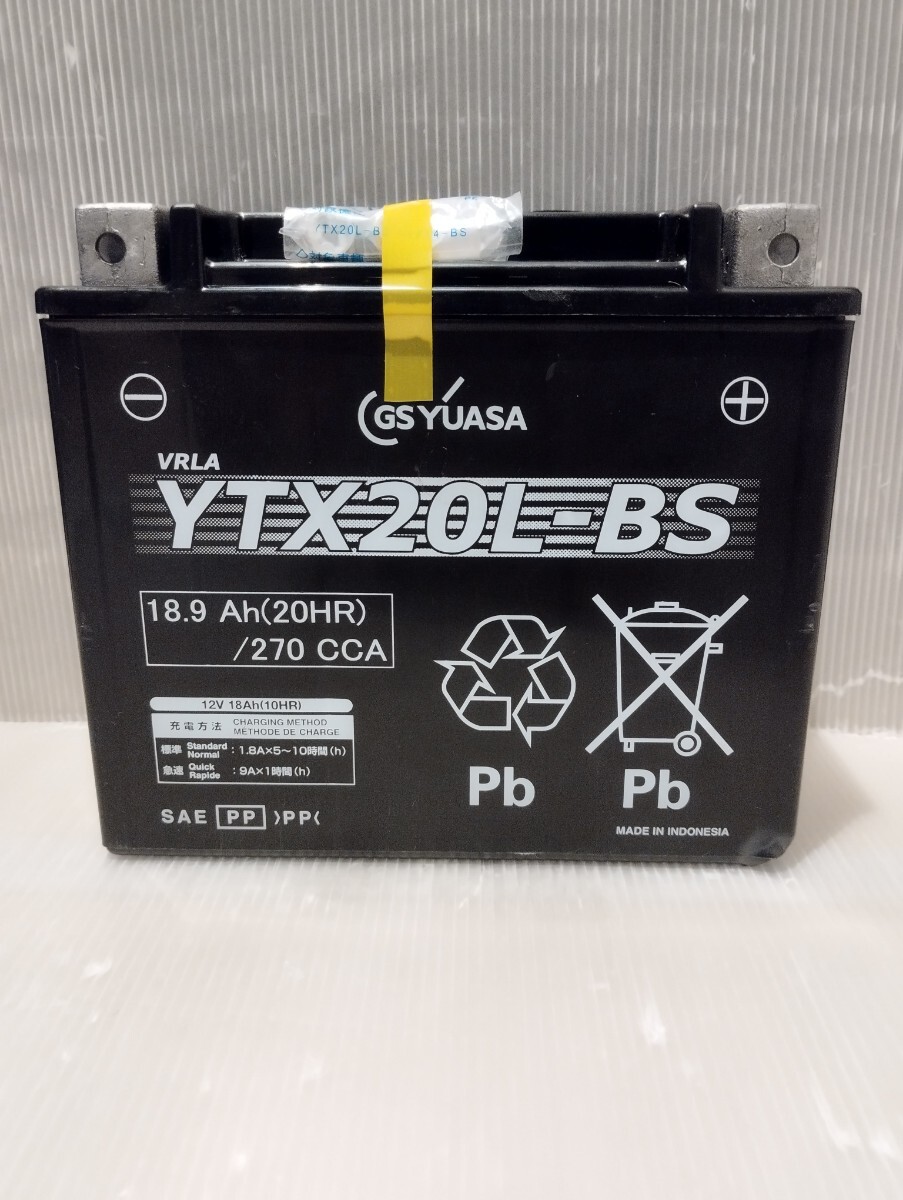 TX20L-B
-BS
⊖
⊕
GS YUASA
VRLA
YTX20L-BS
18.9 Ah(20HR)
/270 CCA
12V 18Ah(10HR)
充電方法 CHARGING METHOD
METHODE DE CHARGE
標準 Standard Normal : 1.8A×5～10時間(h)
急速 Quick Rapide : 9A×1時間(h)
Pb
Pb
SAE PP >PP<
MADE IN INDONESIA